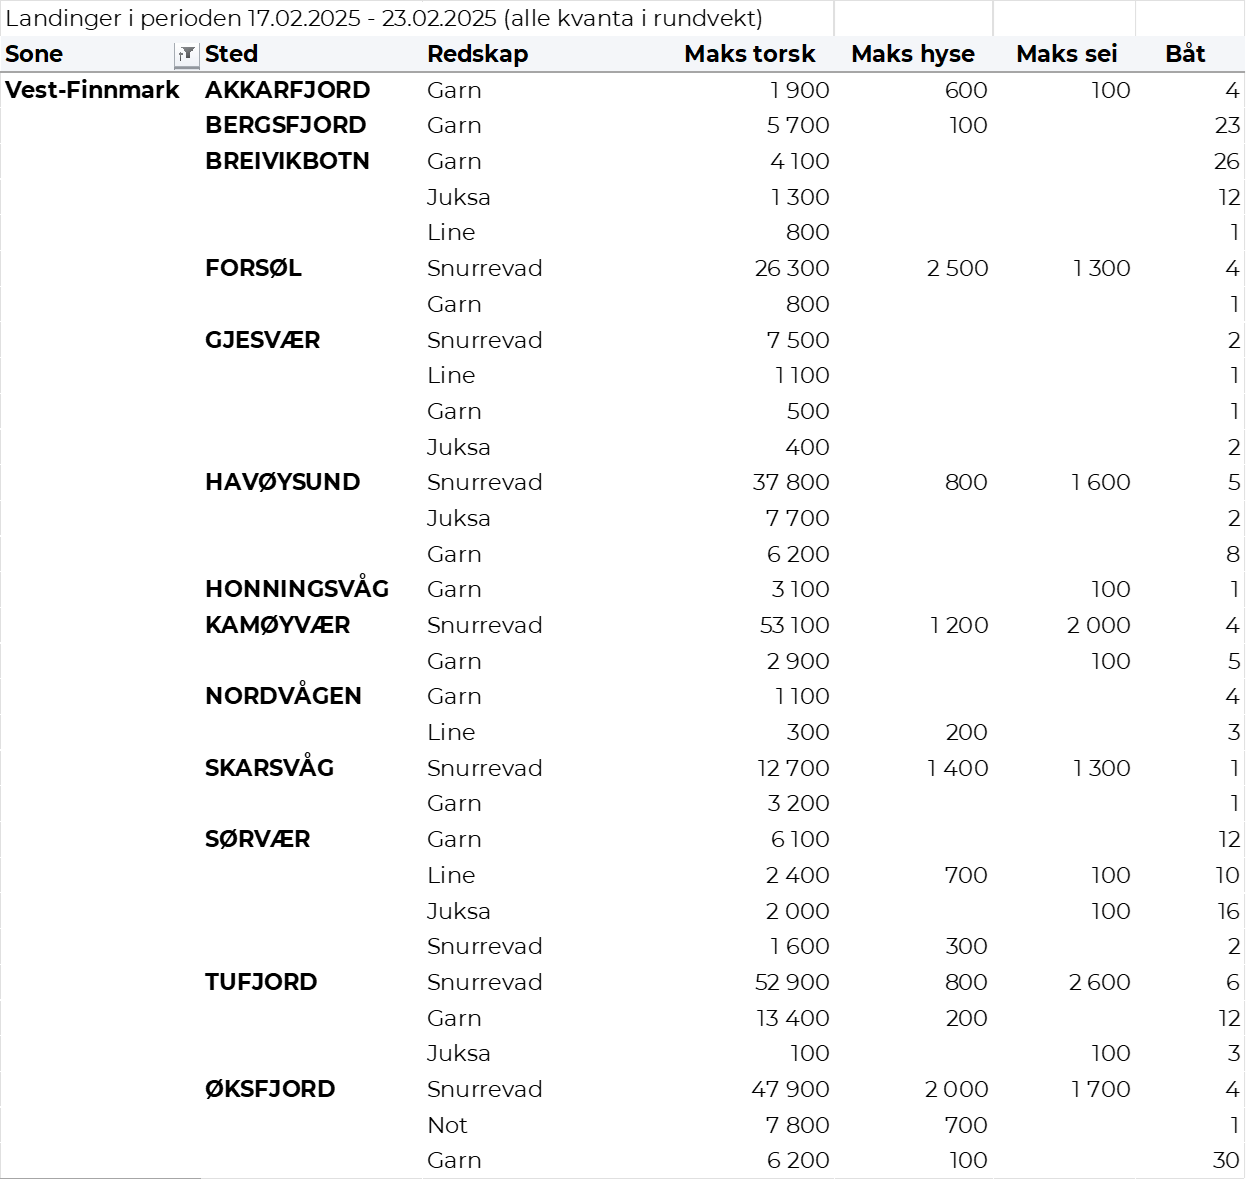 Landinger i perioden 17.02.2025 - 23.02.2025 (alle kvanta i rundvekt)
Sone Sted Redskap Maks torsk Maks hyse Maks sei Båt
Vest-Finnmark AKKARFJORD Garn 1 900 600 100 4
BERGSFJORD Garn 5 700 100 23
BREIVIKBOTN Garn 4 100 26
Juksa 1 300 12
Line 800 1
FORSØL Snurrevad 26 300 2 500 1 300 4
Garn 800 1
GJESVÆR Snurrevad 7 500 2
Line 1 100 1
Garn 500 1
Juksa 400 2
HAVØYSUND Snurrevad 37 800 800 1 600 5
Juksa 7 700 2
Garn 6 200 8
HONNINGSVÅG Garn 3 100 100 1
KAMØYVÆR Snurrevad 53 100 1 200 2 000 4
Garn 2 900 100 5
NORDVÅGEN Garn 1 100 4
Line 300 200 3
SKARSVÅG Snurrevad 12 700 1 400 1 300 1
Garn 3 200 1
SØRVÆR Garn 6 100 12
Line 2 400 700 100 10
Juksa 2 000 100 16
Snurrevad 1 600 300 2
TUFJORD Snurrevad 52 900 800 2 600 6
Garn 13 400 200 12
Juksa 100 100 3
ØKSFJORD Snurrevad 47 900 2 000 1 700 4
Not 7 800 700 1
Garn 6 200 100 30